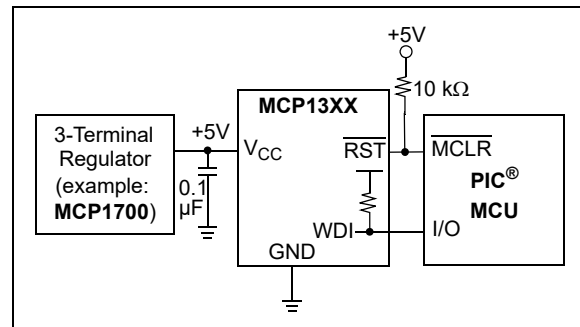 +5V
10 kΩ
MCP13XX
3-Terminal
Regulator
(example:
MCP1700)
+5V
0.1
µF
VCC
RST
WDI
GND
MCLR
PIC®
MCU
I/O